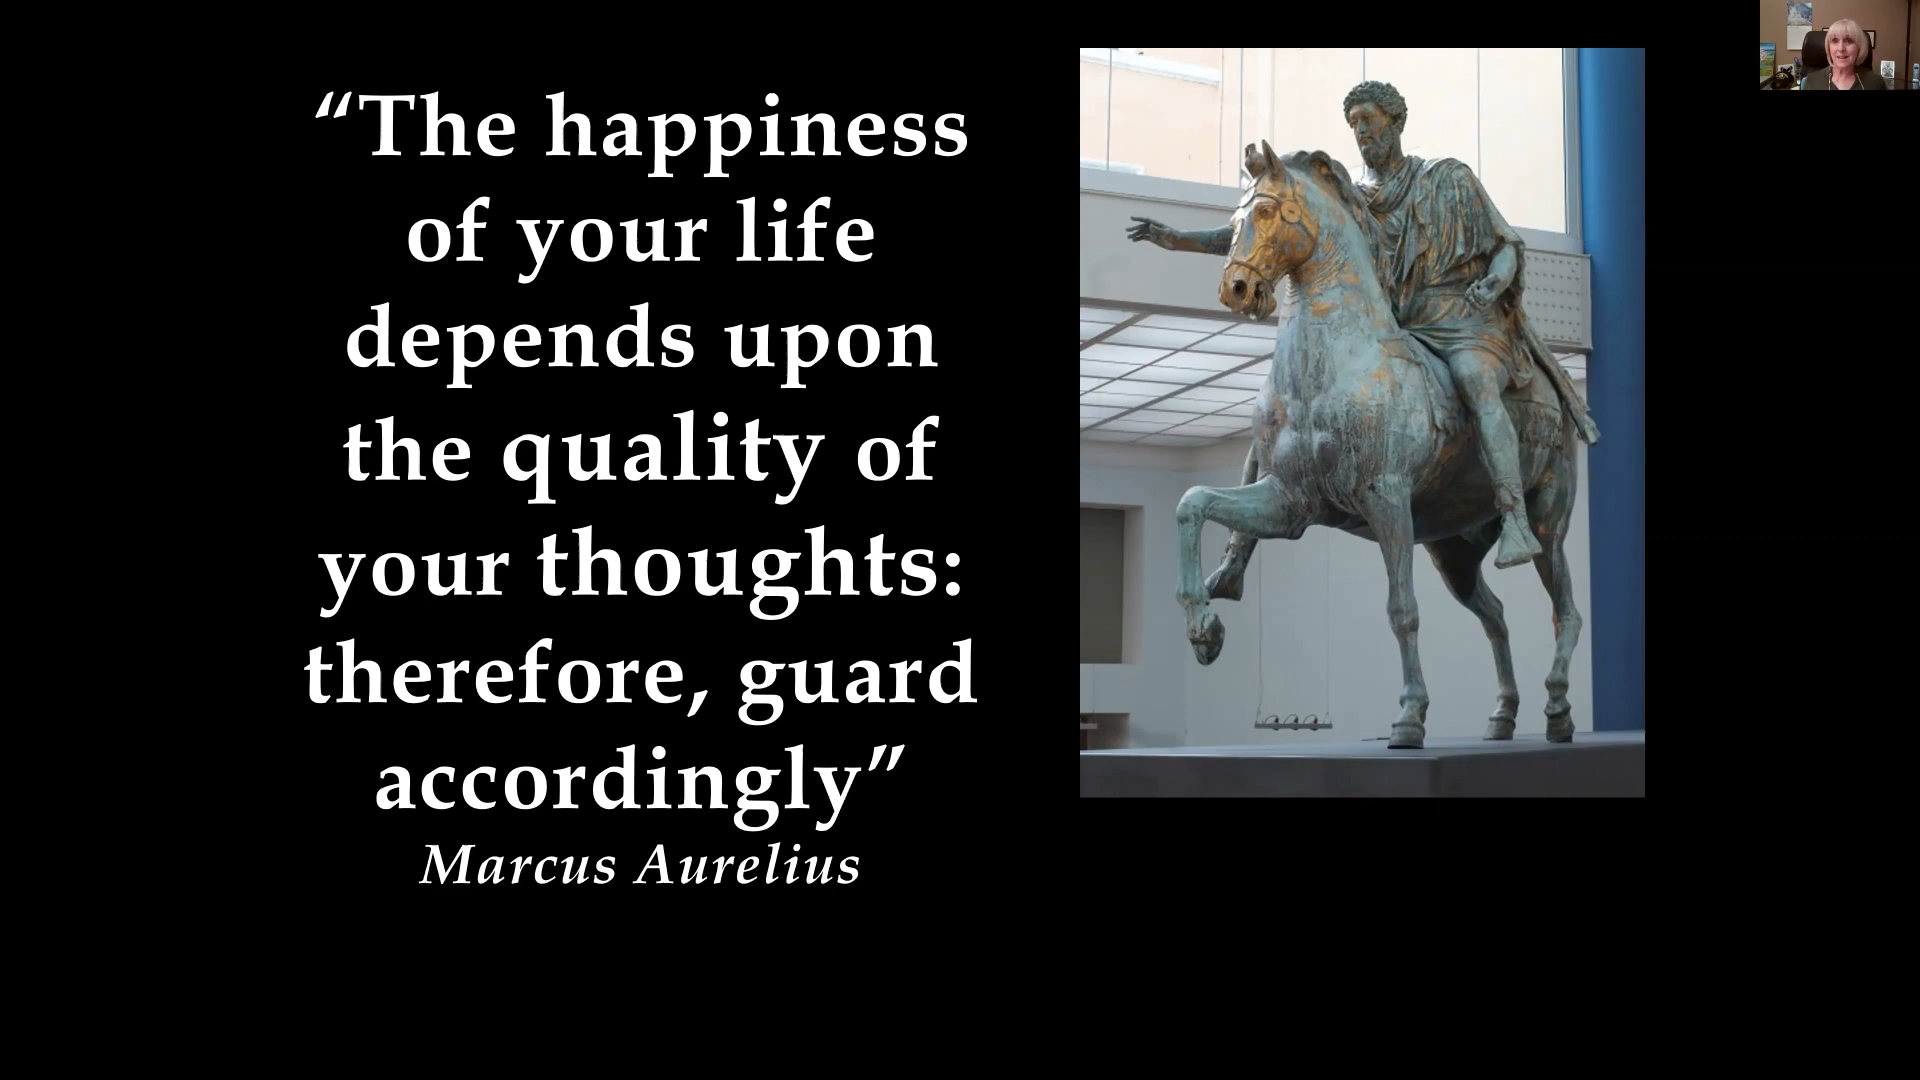 “The happiness
of your life
depends upon
the quality of
your thoughts:
therefore, guard
accordingly”
Marcus Aurelius